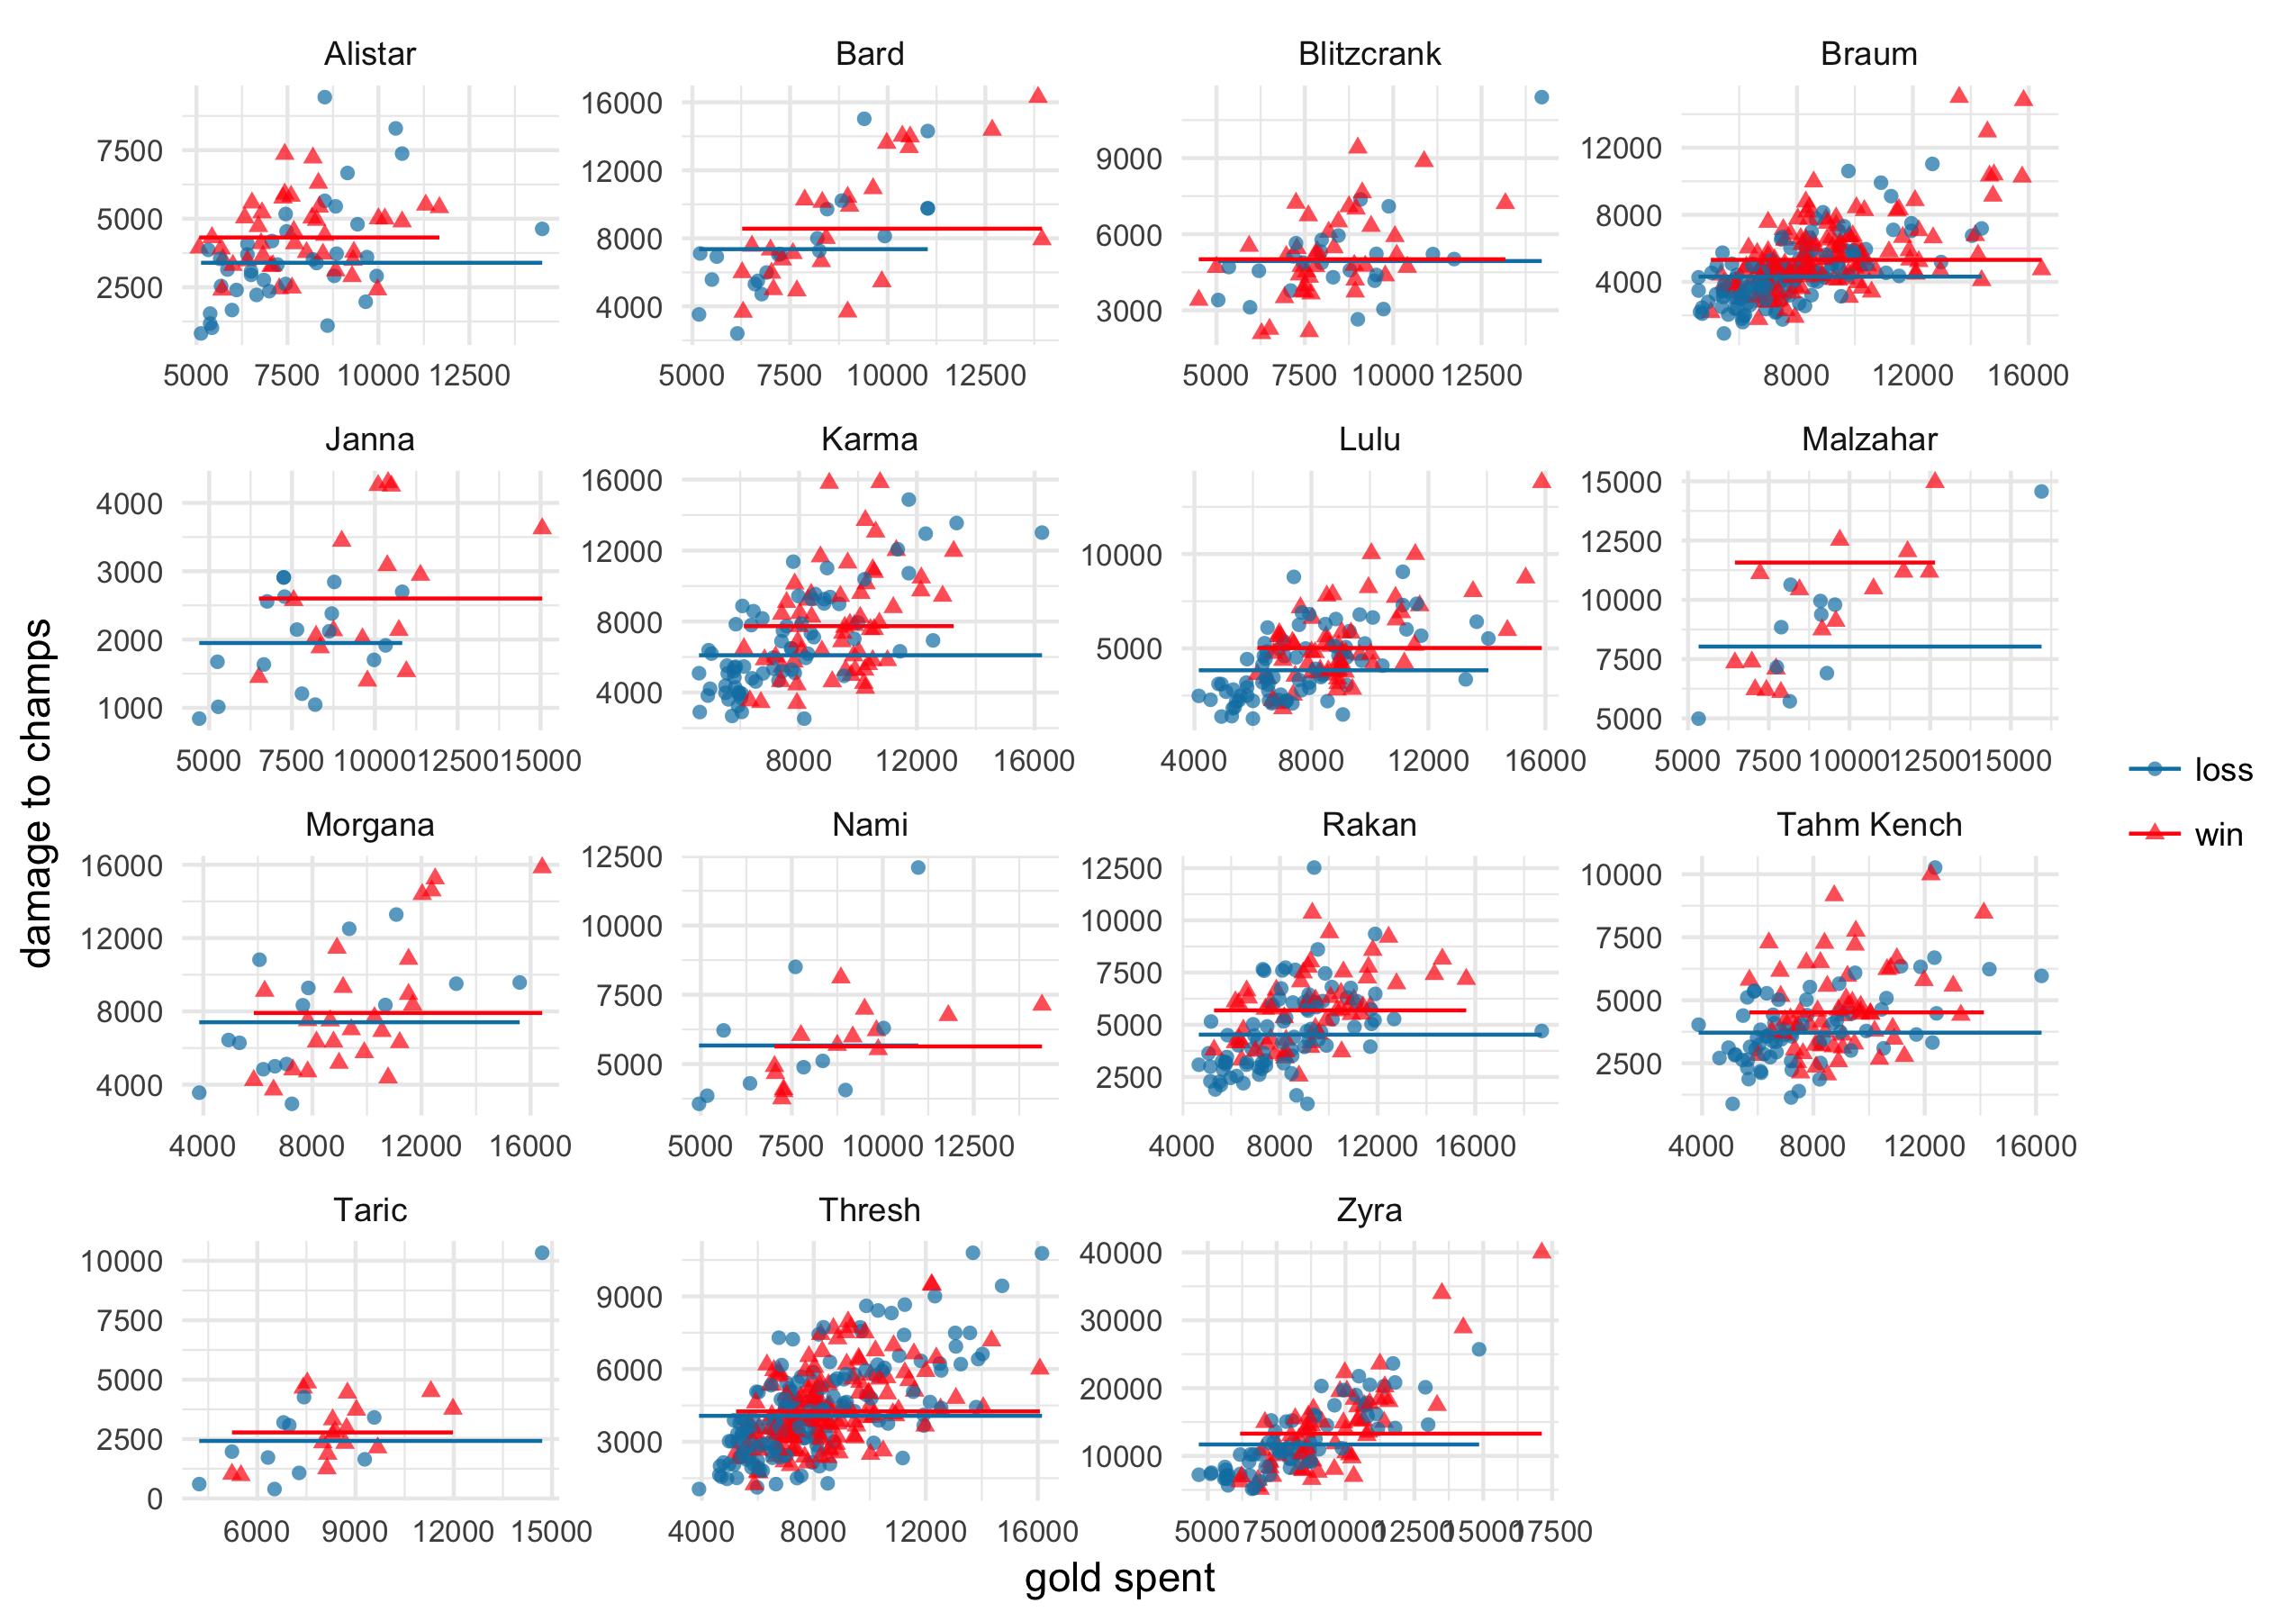 Alistar
Bard
Blitzcrank
Braum
7500
5000
2500
5000 7500 10000 12500
16000
12000
8000
4000
5000 7500 10000 12500
9000
6000
3000
5000 7500 10000 12500
12000
8000
4000
8000 12000 16000
Janna
Karma
Lulu
Malzahar
4000
3000
2000
1000
5000 7500 10000 12500 15000
16000
12000
8000
4000
8000 12000 16000
10000
5000
4000 8000 12000 16000
15000
12500
10000
7500
5000
5000 7500 10000 12500 15000
Morgana
Nami
Rakan
Tahm Kench
16000
12000
8000
4000
4000 8000 12000 16000
12500
10000
7500
5000
5000 7500 10000 12500
12500
10000
7500
5000
2500
4000 8000 12000 16000
10000
7500
5000
2500
4000 8000 12000 16000
Taric
Thresh
Zyra
10000
7500
5000
2500
0
6000 9000 12000 15000
9000
6000
3000
4000 8000 12000 16000
40000
30000
20000
10000
5000 7500 10000 12500 15000 17500
damage to champs
gold spent
loss
win